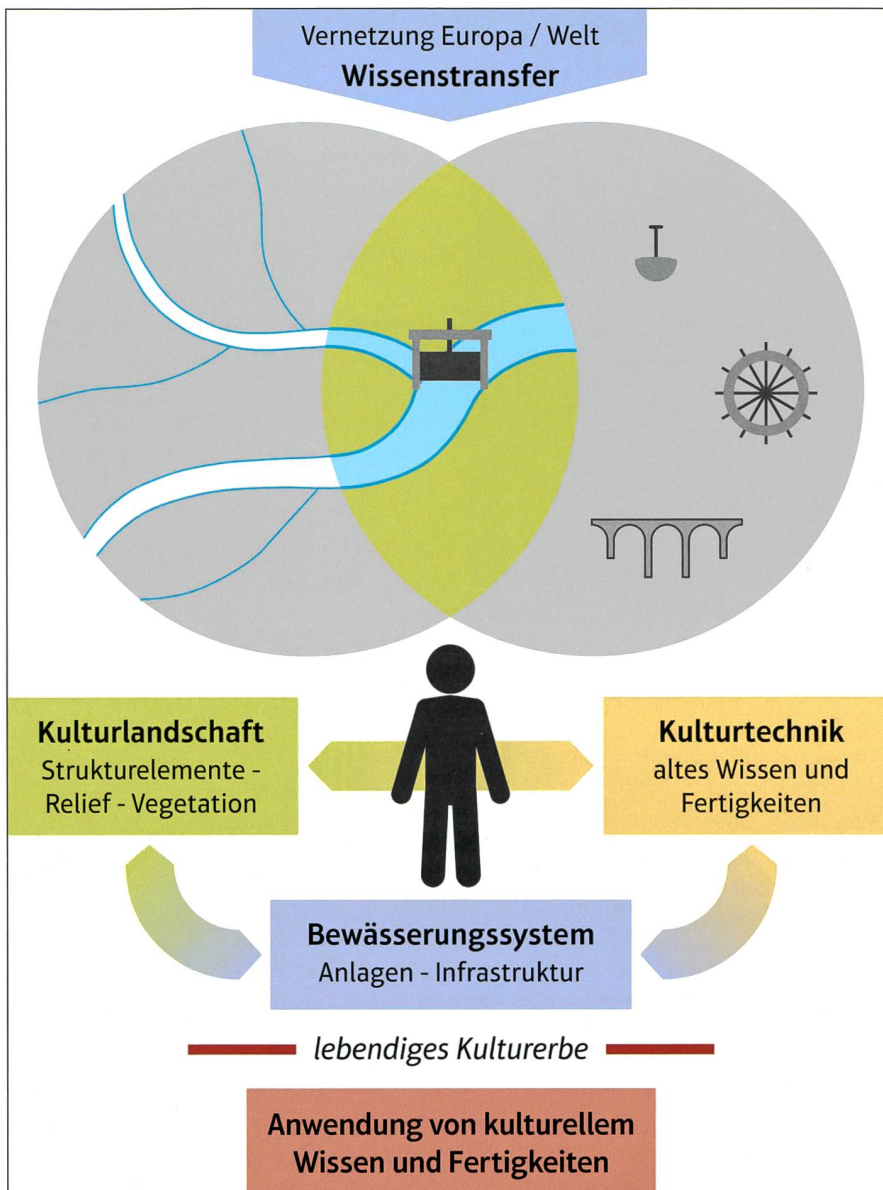 Vernetzung Europa / Welt
Wissenstransfer
Kulturlandschaft
Strukturelemente -
Relief - Vegetation
Kulturtechnik
altes Wissen und
Fertigkeiten
Bewässerungssystem
Anlagen - Infrastruktur
lebendiges Kulturerbe
Anwendung von kulturellem
Wissen und Fertigkeiten